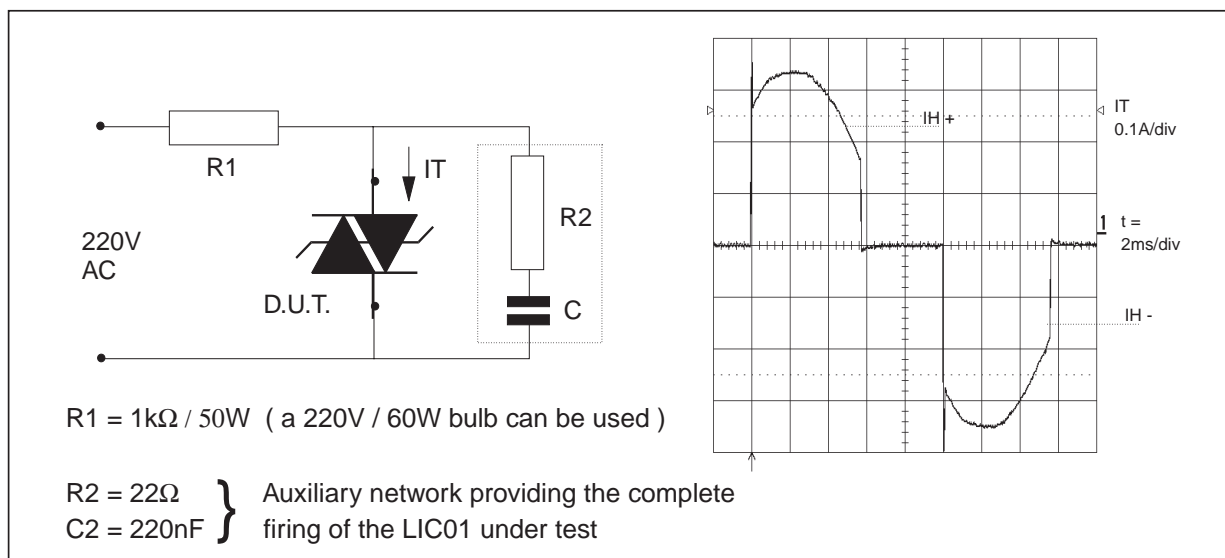 R1
IT
R2
220V
AC
D.U.T.
C
R1 = 1kΩ / 50W ( a 220V / 60W bulb can be used )
R2 = 22Ω
C2 = 220nF
} Auxiliary network providing the complete
firing of the LIC01 under test
IH +
IT
0.1A/div
1
t =
2ms/div
IH -